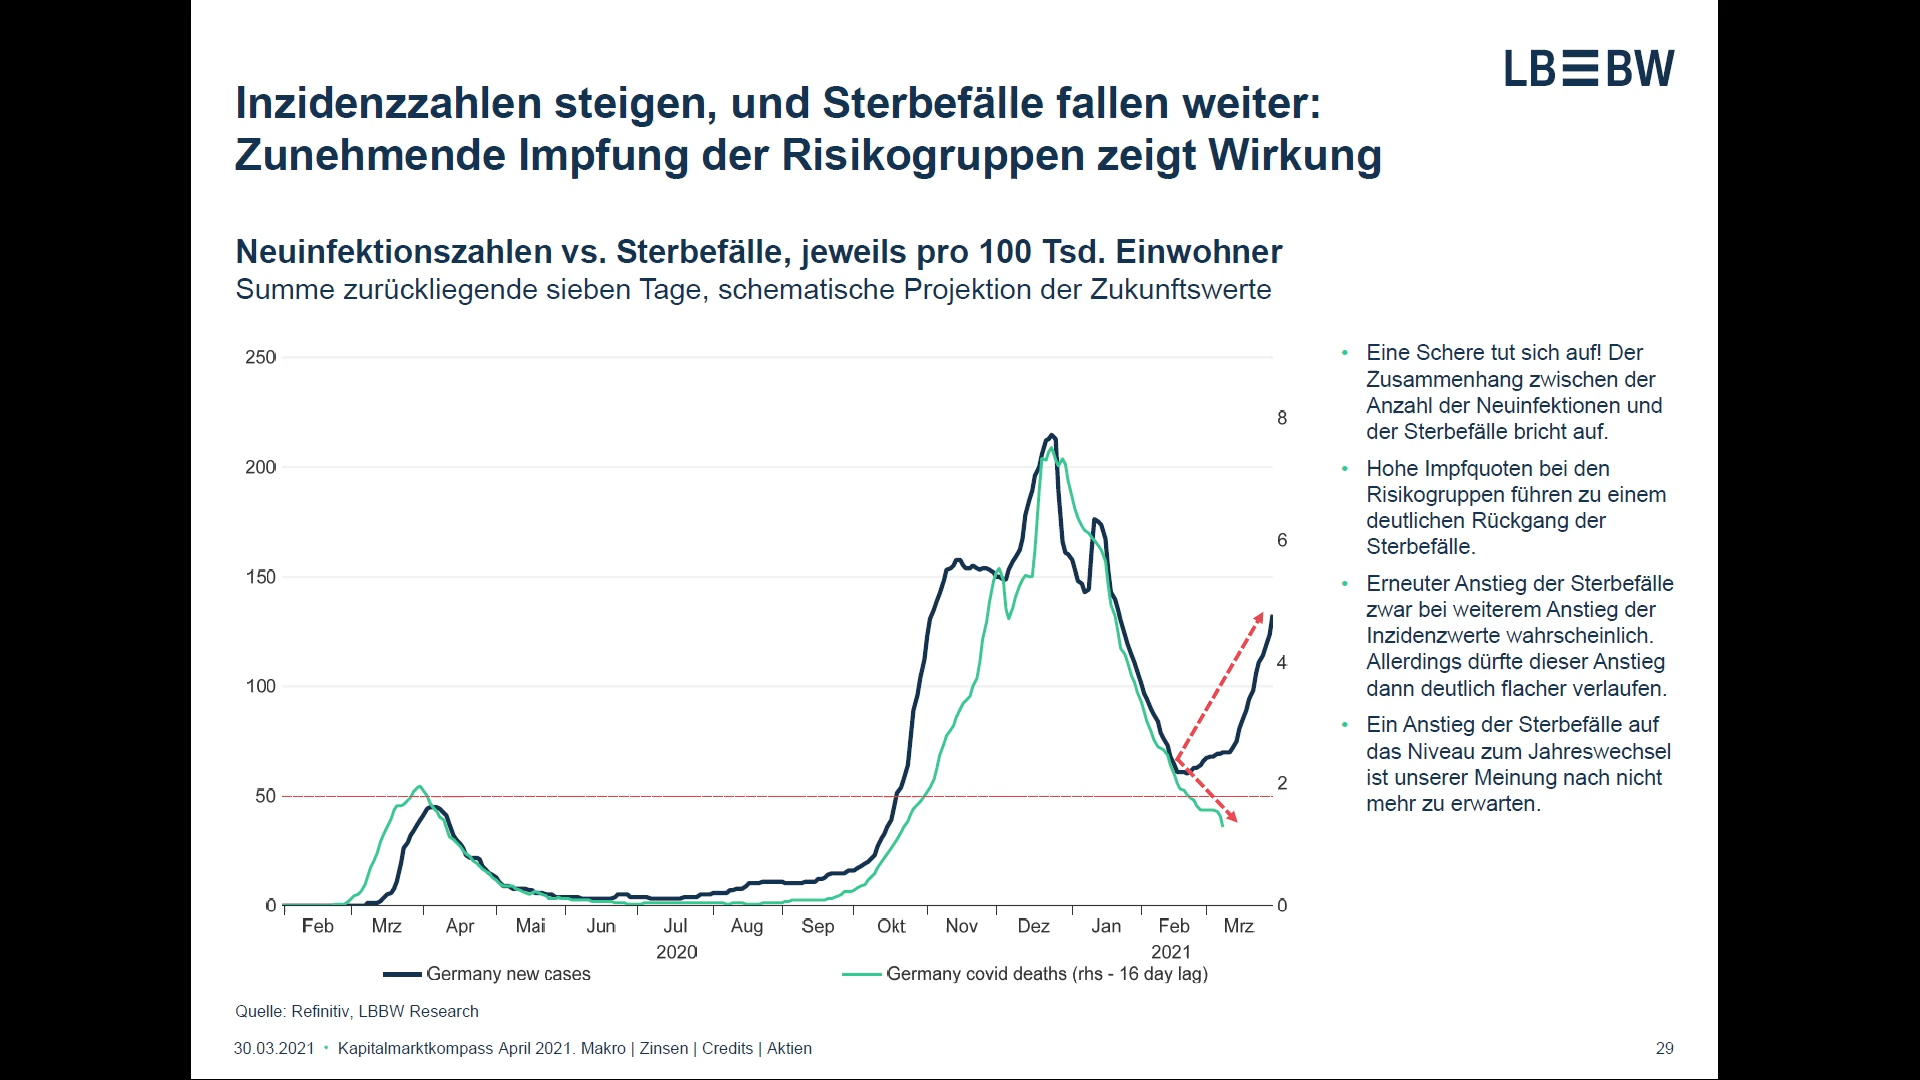 LBBW
Inzidenzzahlen steigen, und Sterbefälle fallen weiter:
Zunehmende Impfung der Risikogruppen zeigt Wirkung
Neuinfektionszahlen vs. Sterbefälle, jeweils pro 100 Tsd. Einwohner
Summe zurückliegende sieben Tage, schematische Projektion der Zukunftswerte
250
200
150
100
50
0
8
6
4
2
0
Feb Mrz Apr Mai Jun Jul Aug Sep Okt Nov Dez Jan Feb Mrz
2020 2021
Germany new cases Germany covid deaths (rhs - 16 day lag)
• Eine Schere tut sich auf! Der
Zusammenhang zwischen der
Anzahl der Neuinfektionen und
der Sterbefälle bricht auf.
• Hohe Impfquoten bei den
Risikogruppen führen zu einem
deutlichen Rückgang der
Sterbefälle.
• Erneuter Anstieg der Sterbefälle
zwar bei weiterem Anstieg der
Inzidenzwerte wahrscheinlich.
Allerdings dürfte dieser Anstieg
dann deutlich flacher verlaufen.
• Ein Anstieg der Sterbefälle auf
das Niveau zum Jahreswechsel
ist unserer Meinung nach nicht
mehr zu erwarten.
Quelle: Refinitiv, LBBW Research
30.03.2021 • Kapitalmarktkompass April 2021. Makro | Zinsen | Credits | Aktien
29